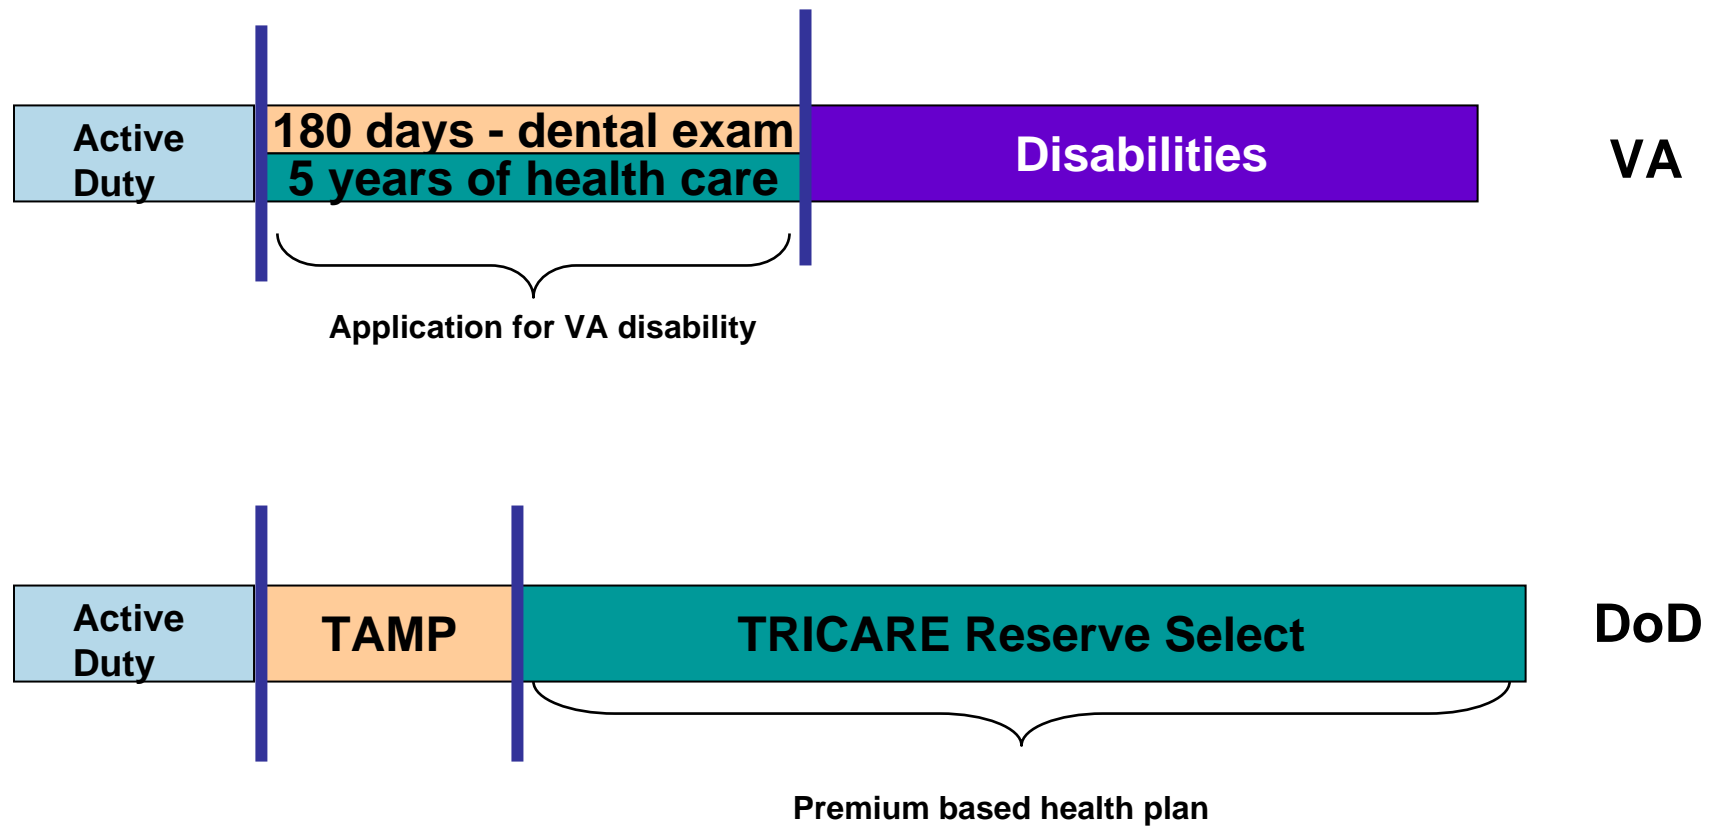 Active
Duty
180 days - dental exam
5 years of health care
Disabilities
VA
Application for VA disability
Active
Duty
TAMP
TRICARE Reserve Select
DoD
Premium based health plan